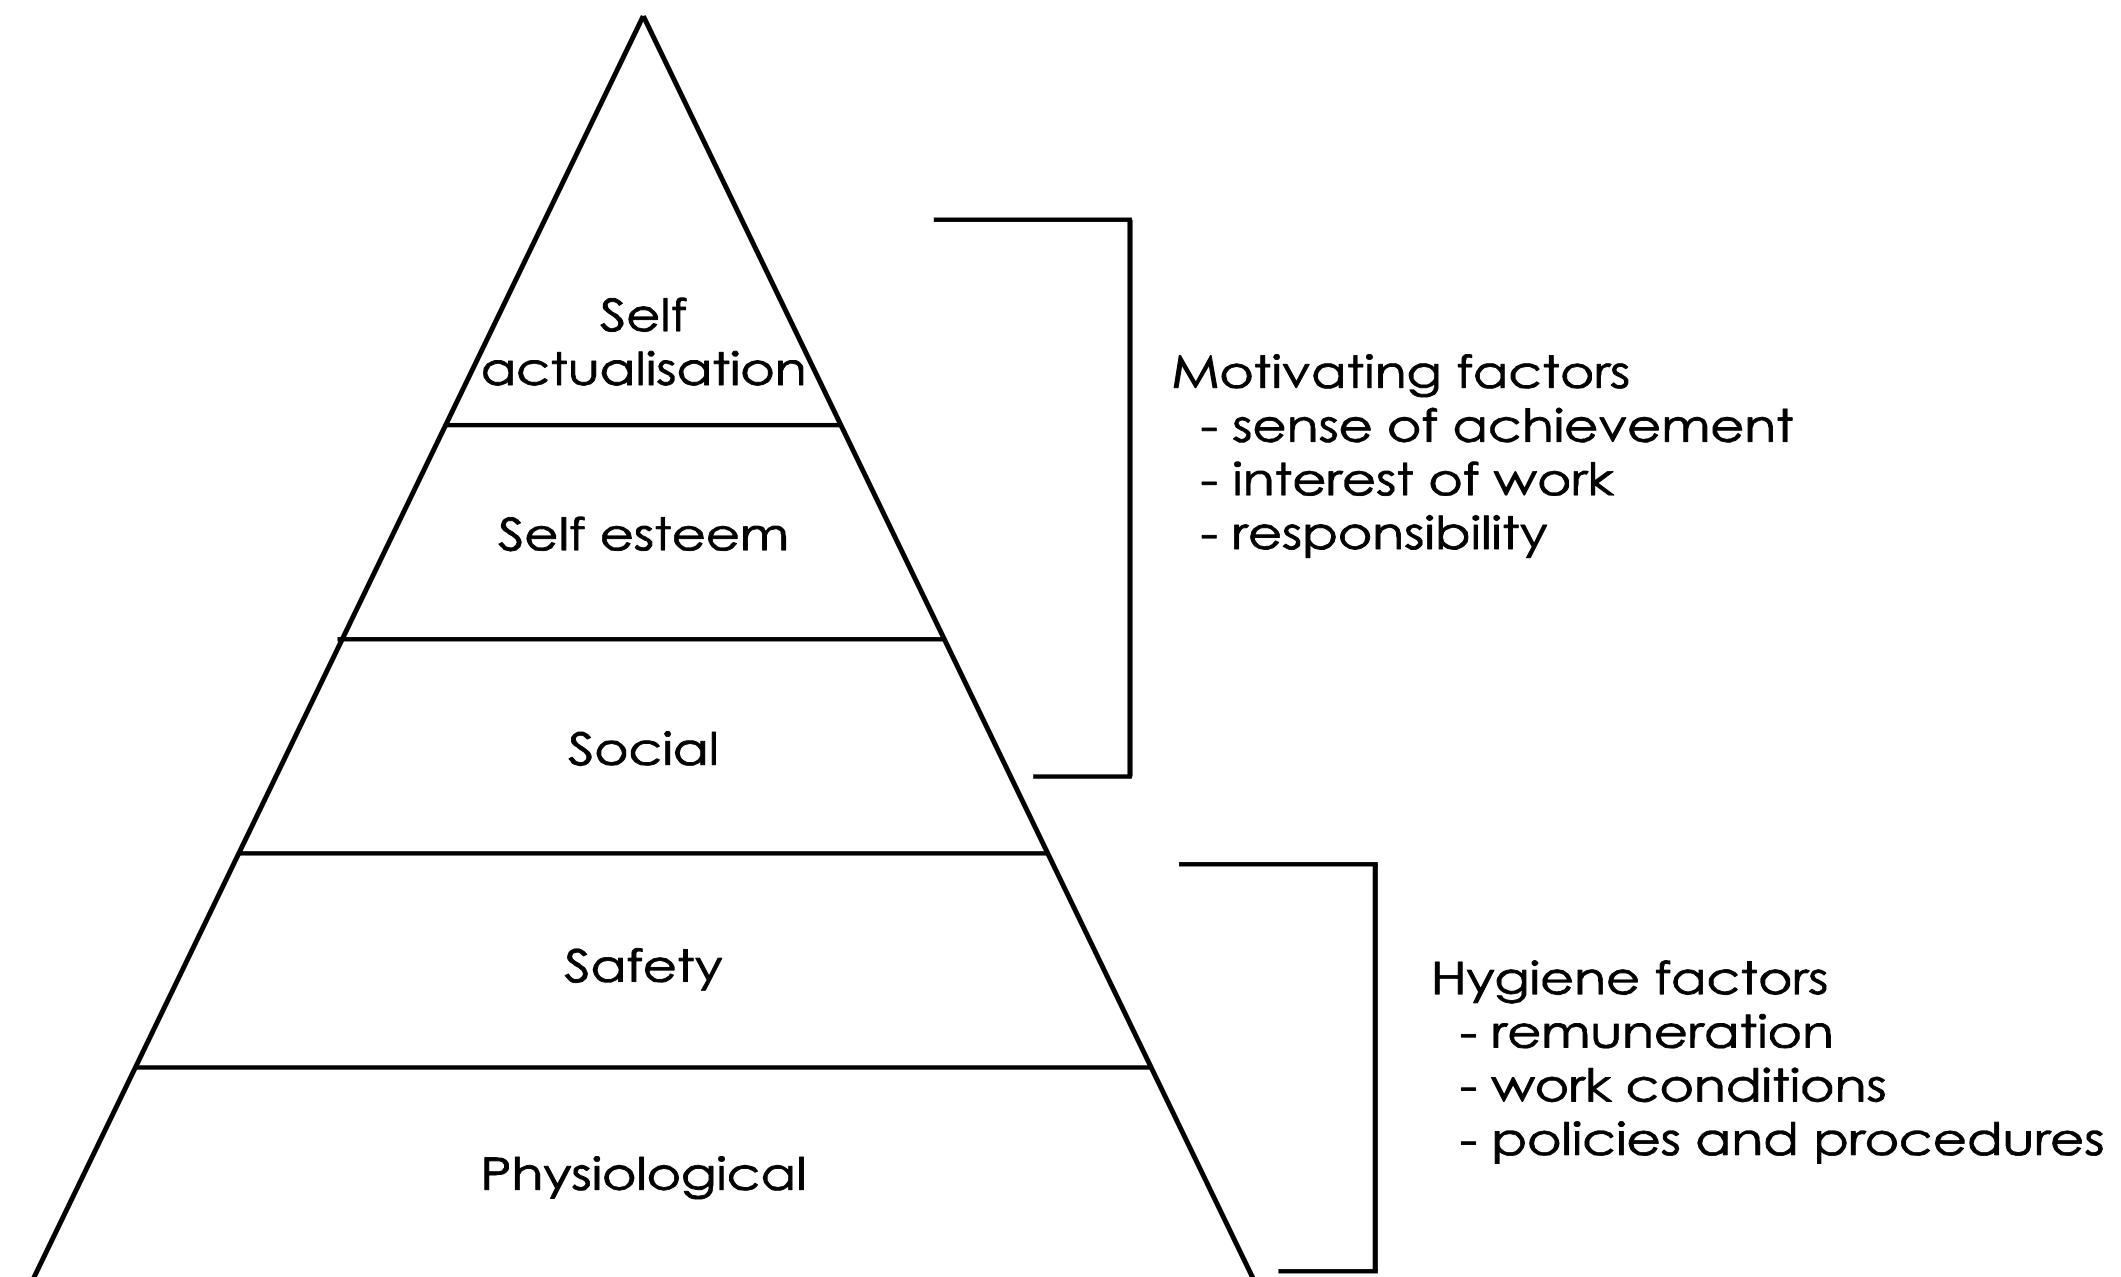 Self
actualisation
Self esteem
Social
Safety
Physiological
Motivating factors
- sense of achievement
- interest of work
- responsibility
Hygiene factors
- remuneration
- work conditions
- policies and procedures